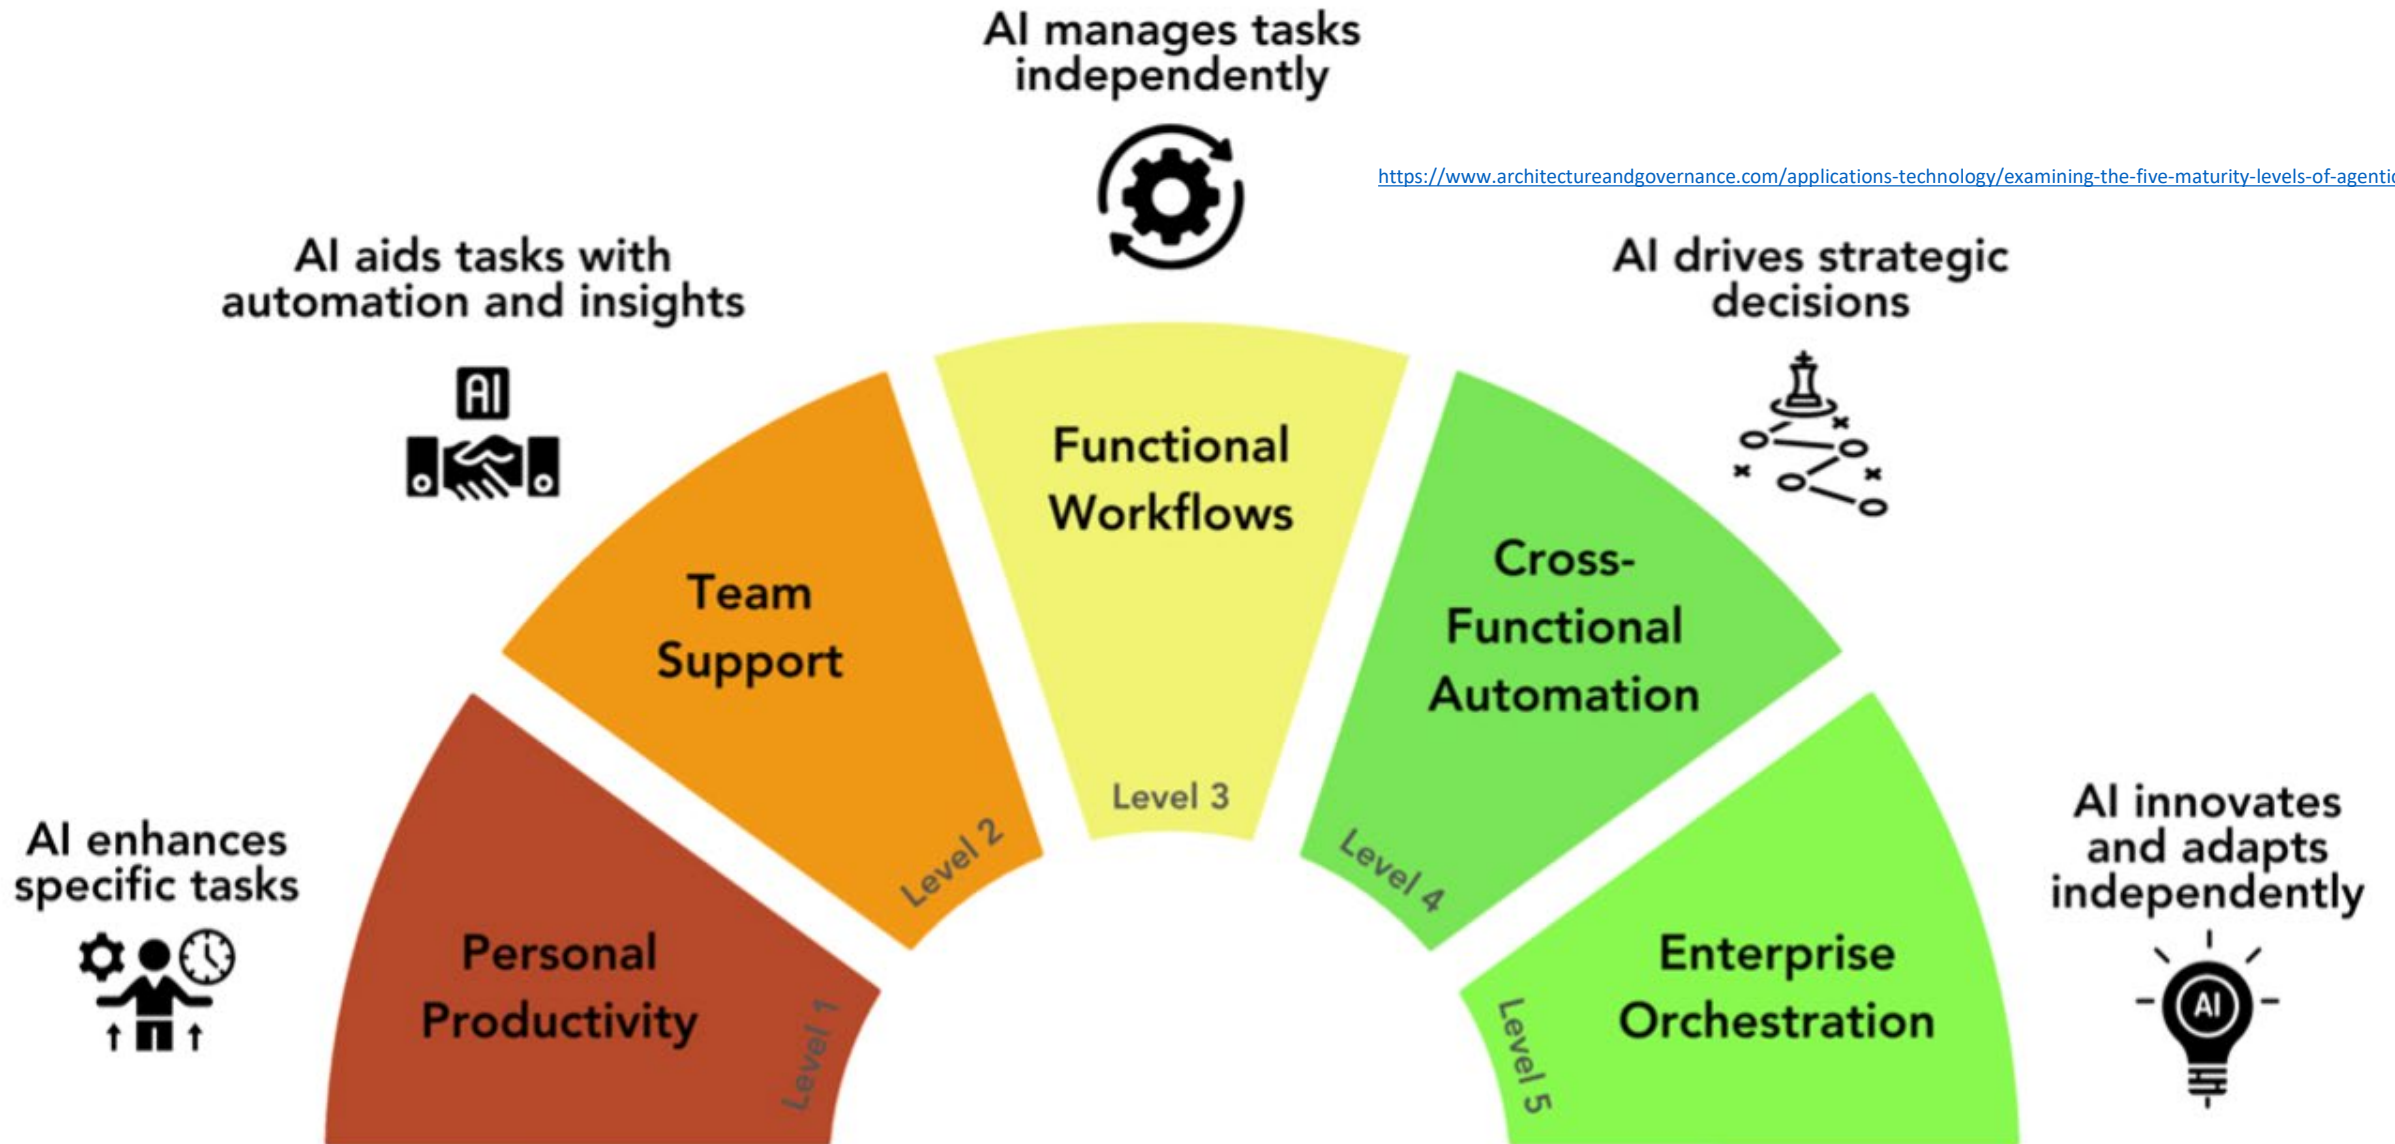 AI manages tasks
independently
https://www.architectureandgovernance.com/applications-technology/examining-the-five-maturity-levels-of-agentic
AI aids tasks with
automation and insights
AI
AI drives strategic
decisions
Functional
Workflows
Level 3
Team
Support
Level 2
Cross-
Functional
Automation
Level 4
AI enhances
specific tasks
Personal
Productivity
Level 1
Enterprise
Orchestration
Level 5
AI innovates
and adapts
independently
AI